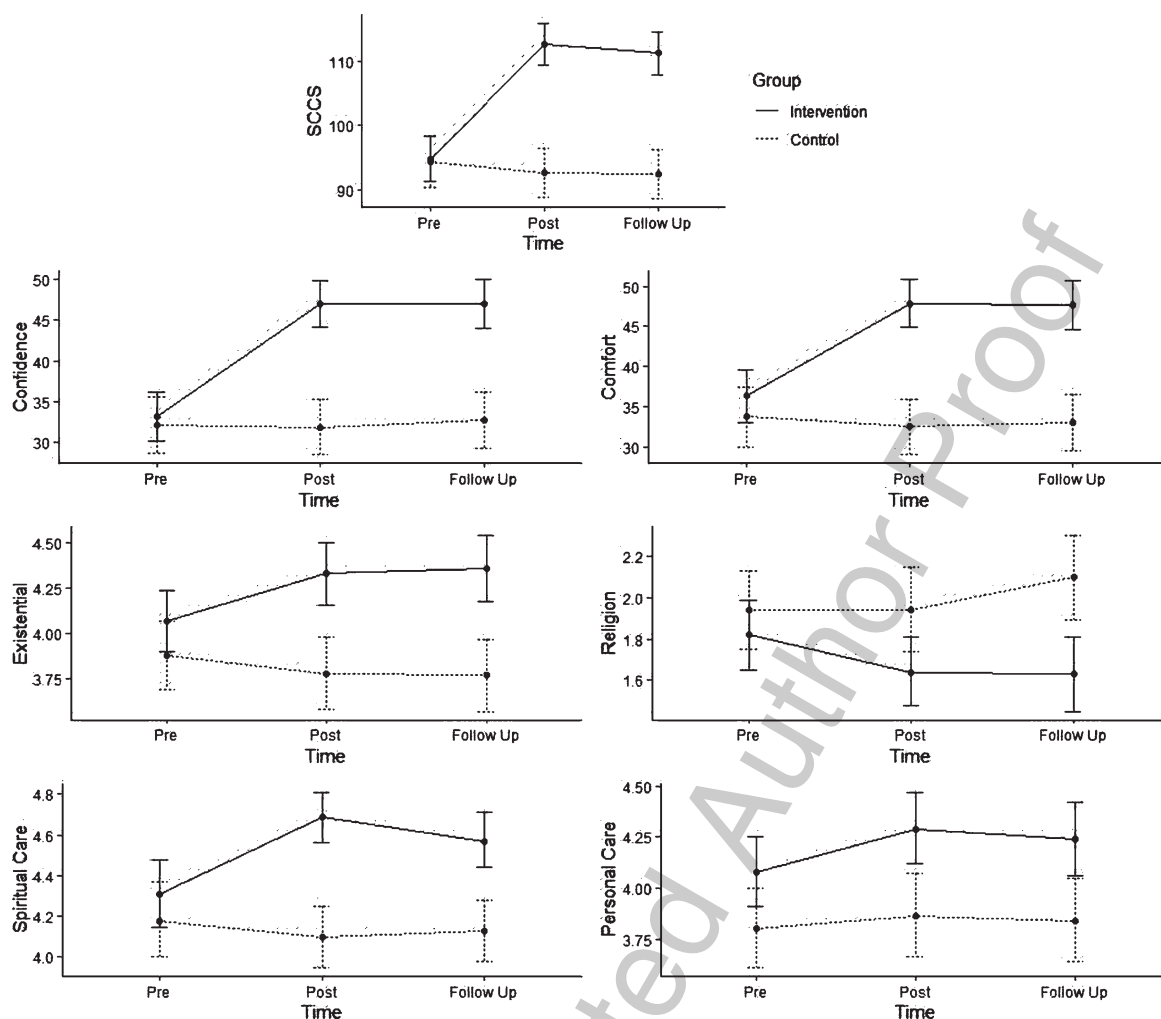 SCCS
110
100
90
Pre
Post
Follow Up
Time
Group
Intervention
Control
Confidence
50
45
40
35
30
Pre
Post
Follow Up
Time
Comfort
50
45
40
35
30
Pre
Post
Follow Up
Time
Existential
4.50
4.25
4.00
3.75
Pre
Post
Follow Up
Time
Religion
2.2
2.0
1.8
1.6
Pre
Post
Follow Up
Time
Spiritual Care
4.8
4.6
4.4
4.2
4.0
Pre
Post
Follow Up
Time
Personal Care
4.50
4.25
4.00
3.75
Pre
Post
Follow Up
Time
ted Author Proof